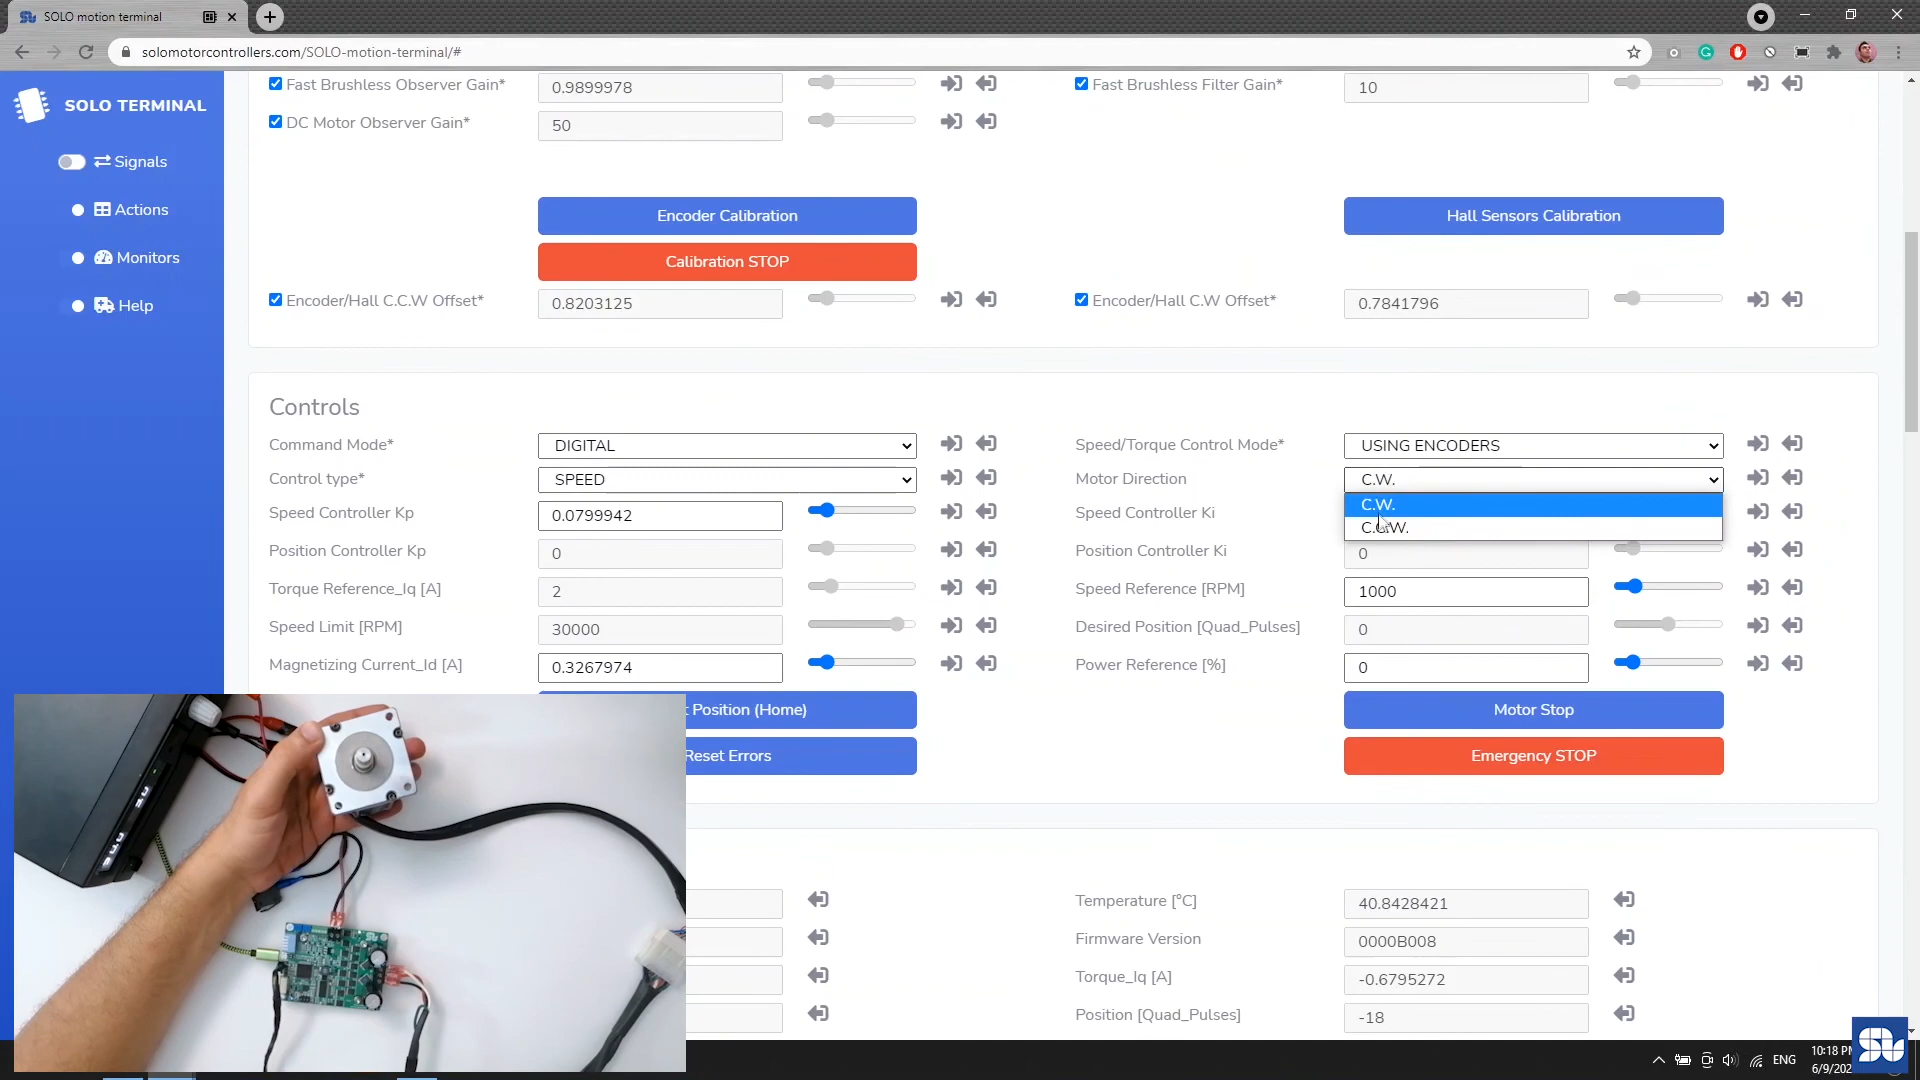 SOLO motion terminal
solomotorcontrollers.com/SOLO-motion-terminal/#
SOLO TERMINAL
Signals
Actions
Monitors
Help
Fast Brushless Observer Gain* 0.9899978 Fast Brushless Filter Gain* 10
DC Motor Observer Gain* 50
Encoder Calibration Hall Sensors Calibration
Calibration STOP
Encoder/Hall C.C.W Offset* 0.8203125 Encoder/Hall C.W Offset* 0.7841796
Controls
Command Mode* DIGITAL Speed/Torque Control Mode* USING ENCODERS
Control type* SPEED Motor Direction C.W.
C.W.
Speed Controller Kp 0.0799942 Speed Controller Ki
C.C.W.
Position Controller Kp 0 Position Controller Ki 0
Torque Reference_Iq [A] 2 Speed Reference [RPM] 1000
Speed Limit [RPM] 30000 Desired Position [Quad_Pulses] 0
Magnetizing Current_Id [A] 0.3267974 Power Reference [%] 0
t Position (Home) Motor Stop
Reset Errors Emergency STOP
Temperature [°C] 40.8428421
Firmware Version 0000B008
Torque_Iq [A] -0.6795272
Position [Quad_Pulses] -18
ENG
10:18 PM
6/9/202